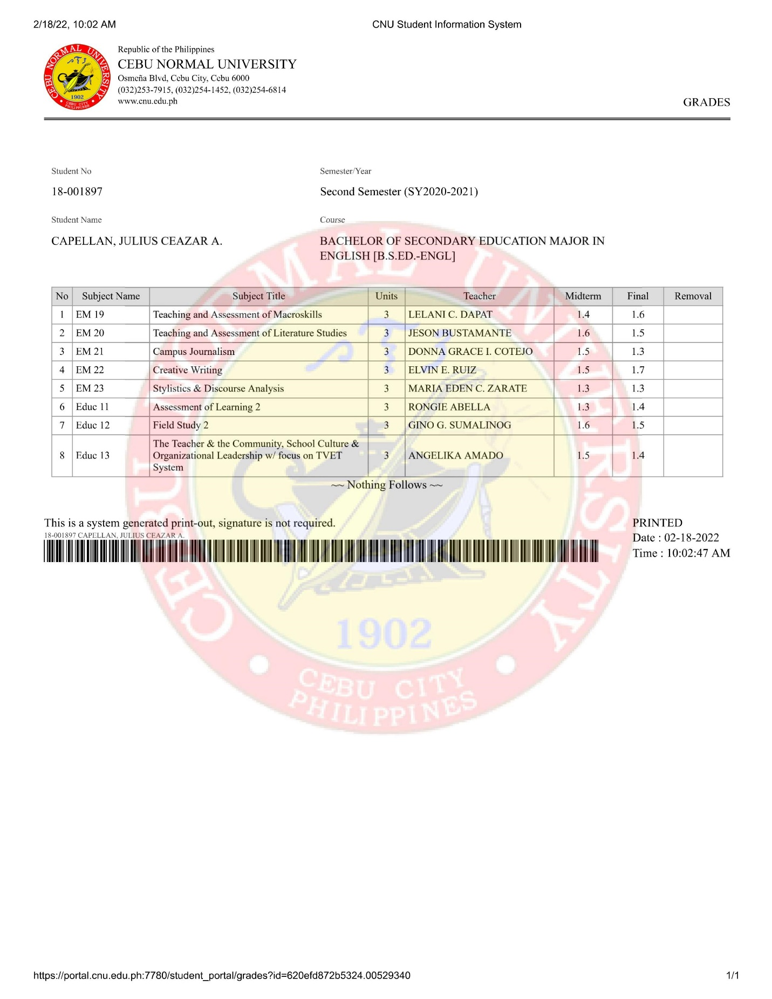 2/18/22, 10:02 AM
CNU Student Information System
CEBU NORMAL UNIVERSITY
1902
CEBU CITY
PHILIPPINES
Republic of the Philippines
CEBU NORMAL UNIVERSITY
Osmeña Blvd, Cebu City, Cebu 6000
(032)253-7915, (032)254-1452, (032)254-6814
www.cnu.edu.ph
GRADES
Student No
Semester/Year
18-001897
Second Semester (SY2020-2021)
Student Name
Course
CAPELLAN, JULIUS CEAZAR A.
BACHELOR OF SECONDARY EDUCATION MAJOR IN
ENGLISH [B.S.ED.-ENGL]
No Subject Name Subject Title Units Teacher Midterm Final Removal
1 EM 19 Teaching and Assessment of Macroskills 3 LELANI C. DAPAT 1.4 1.6
2 EM 20 Teaching and Assessment of Literature Studies 3 JESON BUSTAMANTE 1.6 1.5
3 EM 21 Campus Journalism 3 DONNA GRACE I. COTEJO 1.5 1.3
4 EM 22 Creative Writing 3 ELVIN E. RUIZ 1.5 1.7
5 EM 23 Stylistics & Discourse Analysis 3 MARIA EDEN C. ZARATE 1.3 1.3
6 Educ 11 Assessment of Learning 2 3 RONGIE ABELLA 1.3 1.4
7 Educ 12 Field Study 2 3 GINO G. SUMALINOG 1.6 1.5
The Teacher & the Community, School Culture &
8 Educ 13 Organizational Leadership w/ focus on TVET 3 ANGELIKA AMADO 1.5 1.4
System
~~ Nothing Follows ~~
This is a system generated print-out, signature is not required.
18-001897 CAPELLAN, JULIUS CEAZAR A.
PRINTED
Date : 02-18-2022
Time : 10:02:47 AM
CEBU NORMAL UNIVERSITY
1902
CEBU CITY
PHILIPPINES
https://portal.cnu.edu.ph:7780/student_portal/grades?id=620efd872b5324.00529340
1/1